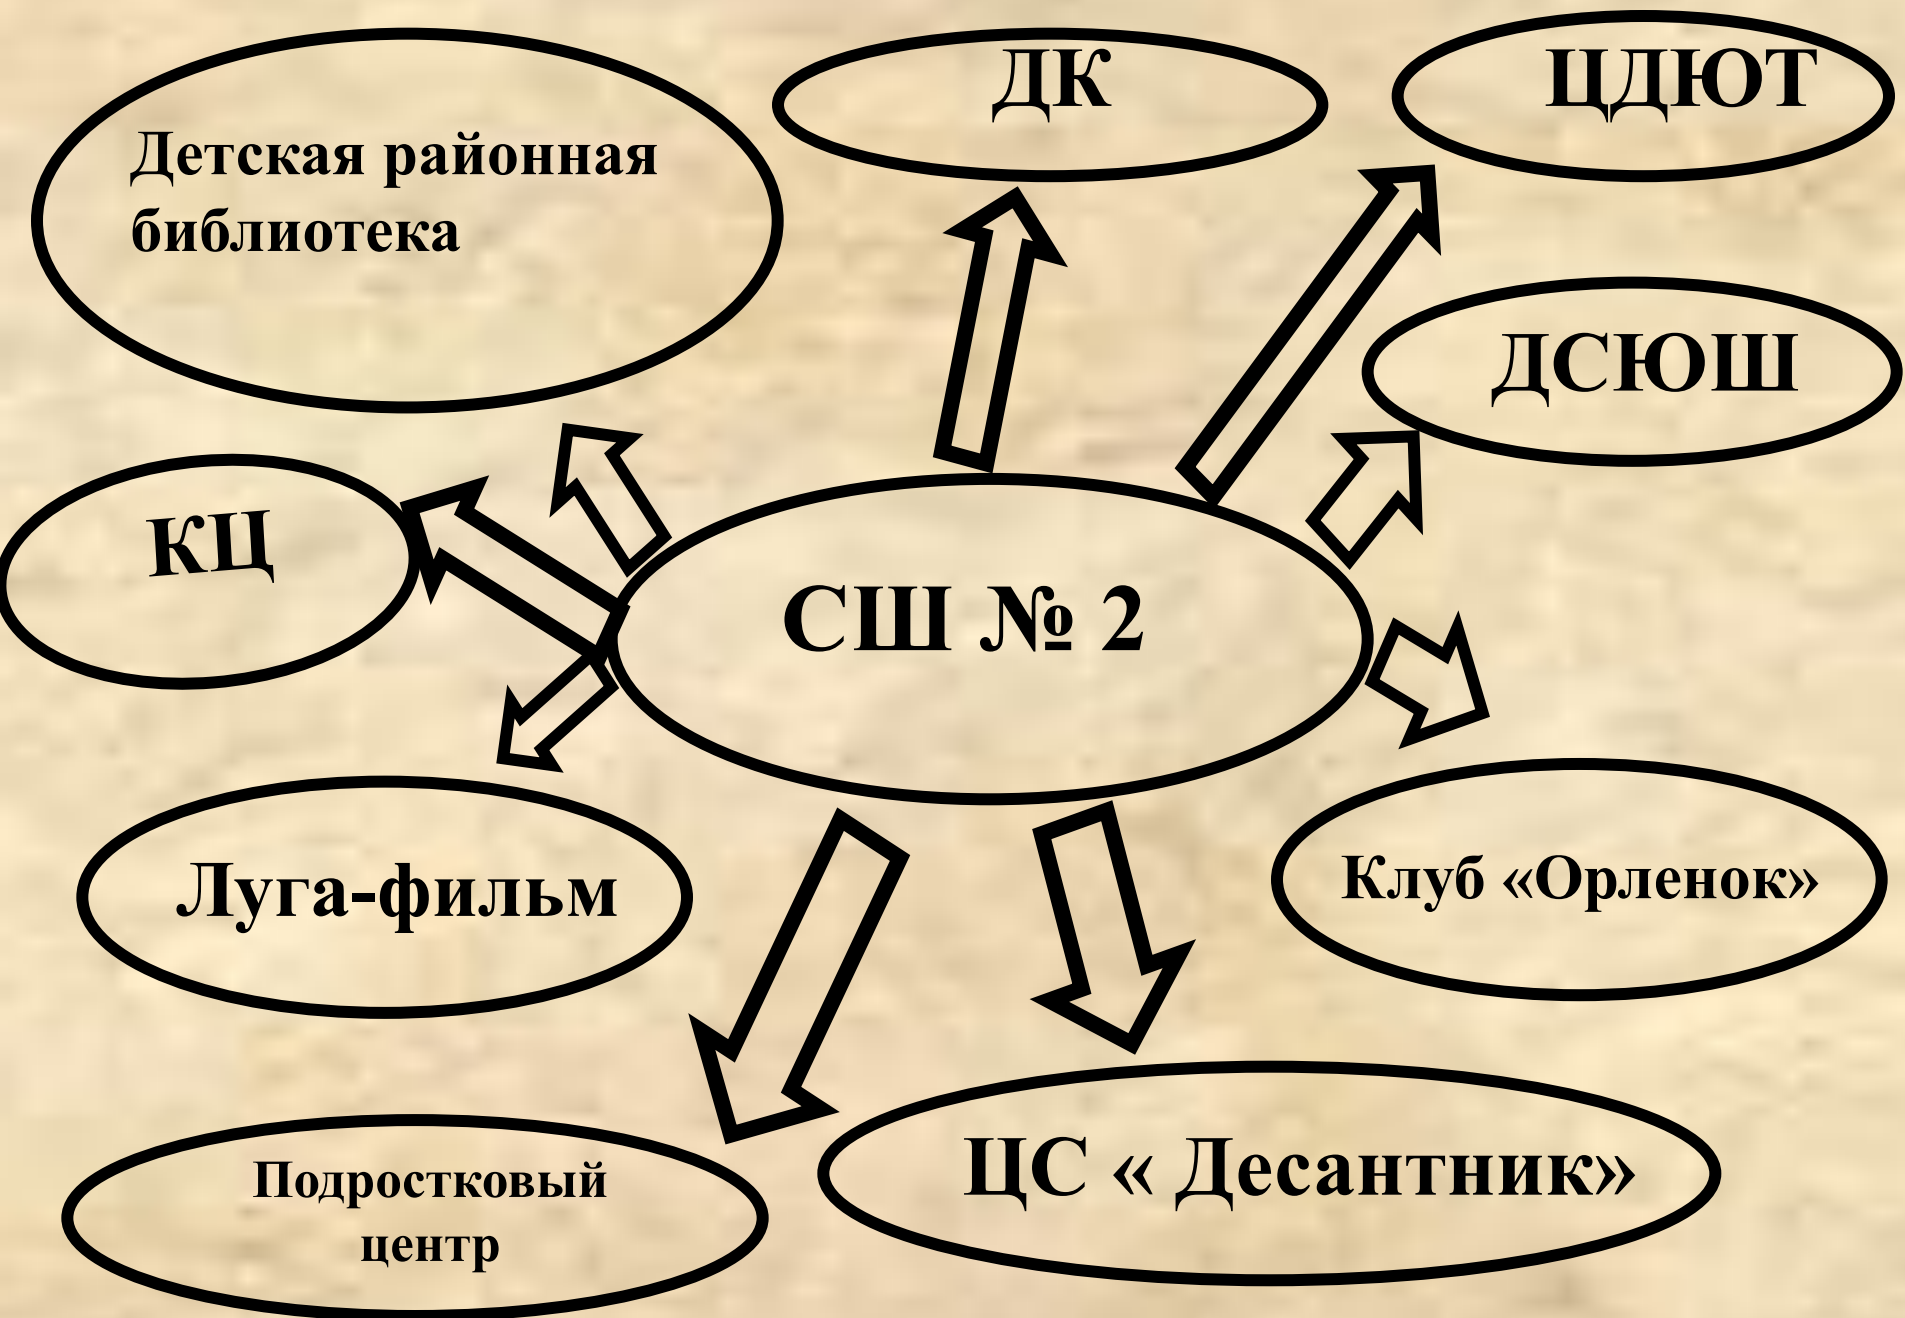 ДК
ЦДЮТ
Детская районная
библиотека
ДСЮШ
КЦ
СШ № 2
Луга-фильм
Клуб «Орленок»
ЦС « Десантник»
Подростковый
центр